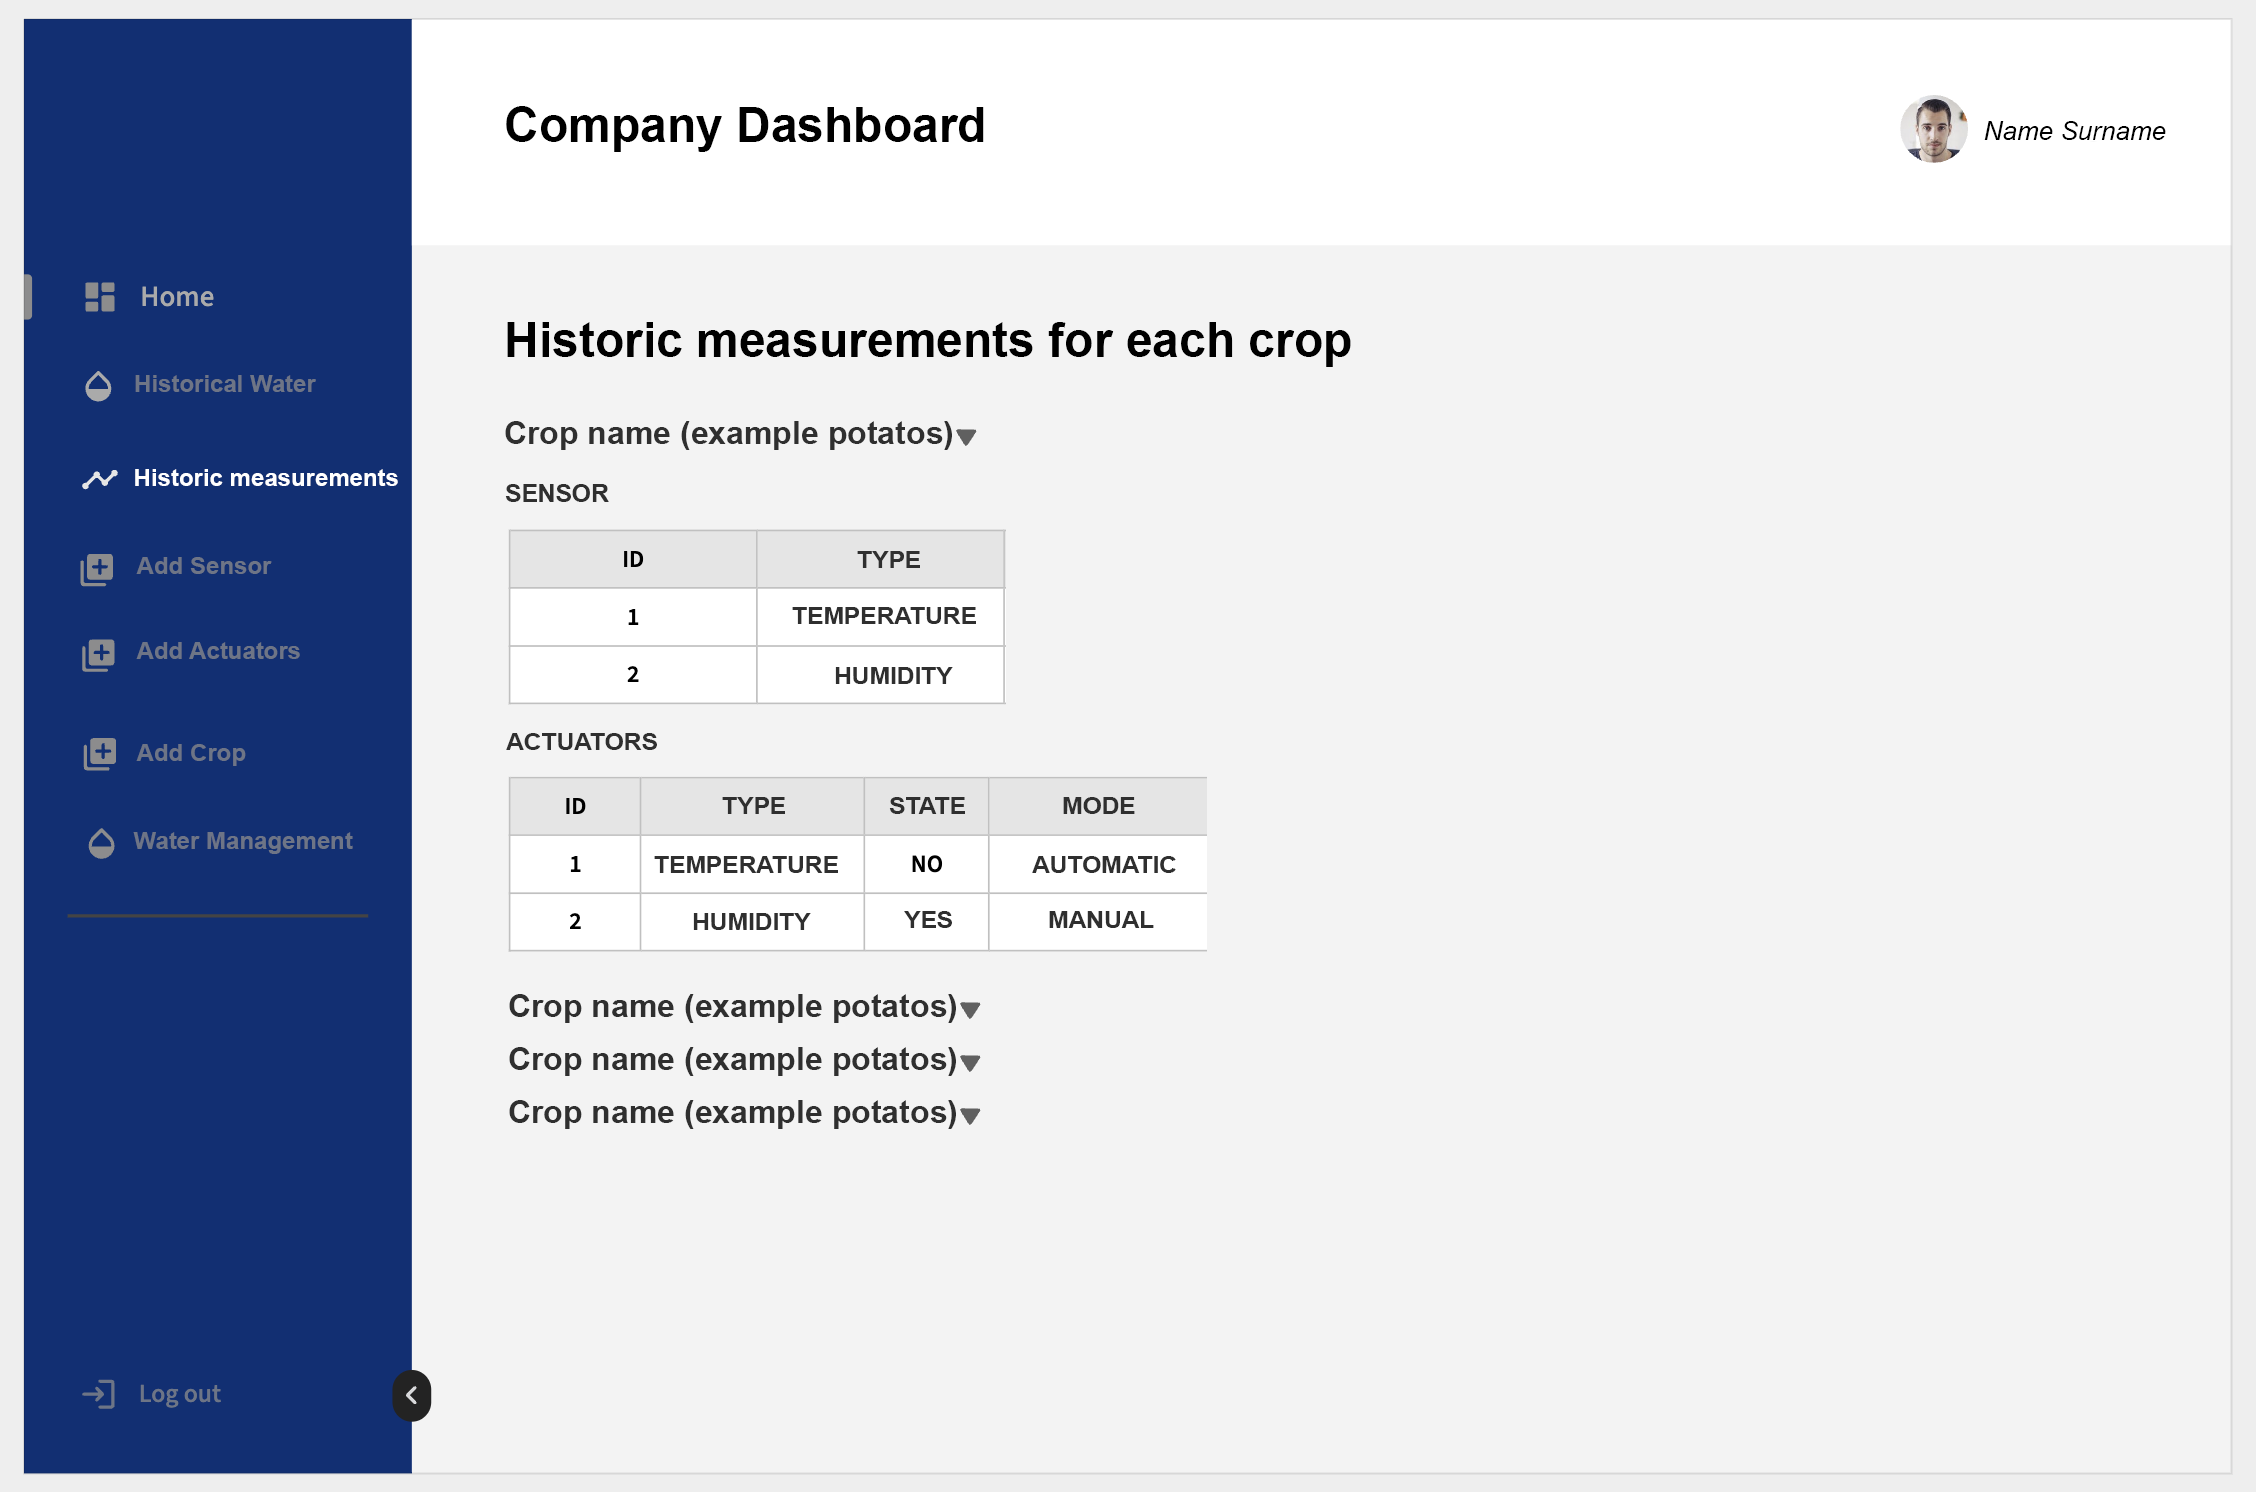 Company Dashboard
Name Surname
Home
Historical Water
Historic measurements
Add Sensor
Add Actuators
Add Crop
Water Management
Log out
Historic measurements for each crop
Crop name (example potatos)
SENSOR
ID TYPE
1 TEMPERATURE
2 HUMIDITY
ACTUATORS
ID TYPE STATE MODE
1 TEMPERATURE NO AUTOMATIC
2 HUMIDITY YES MANUAL
Crop name (example potatos)
Crop name (example potatos)
Crop name (example potatos)